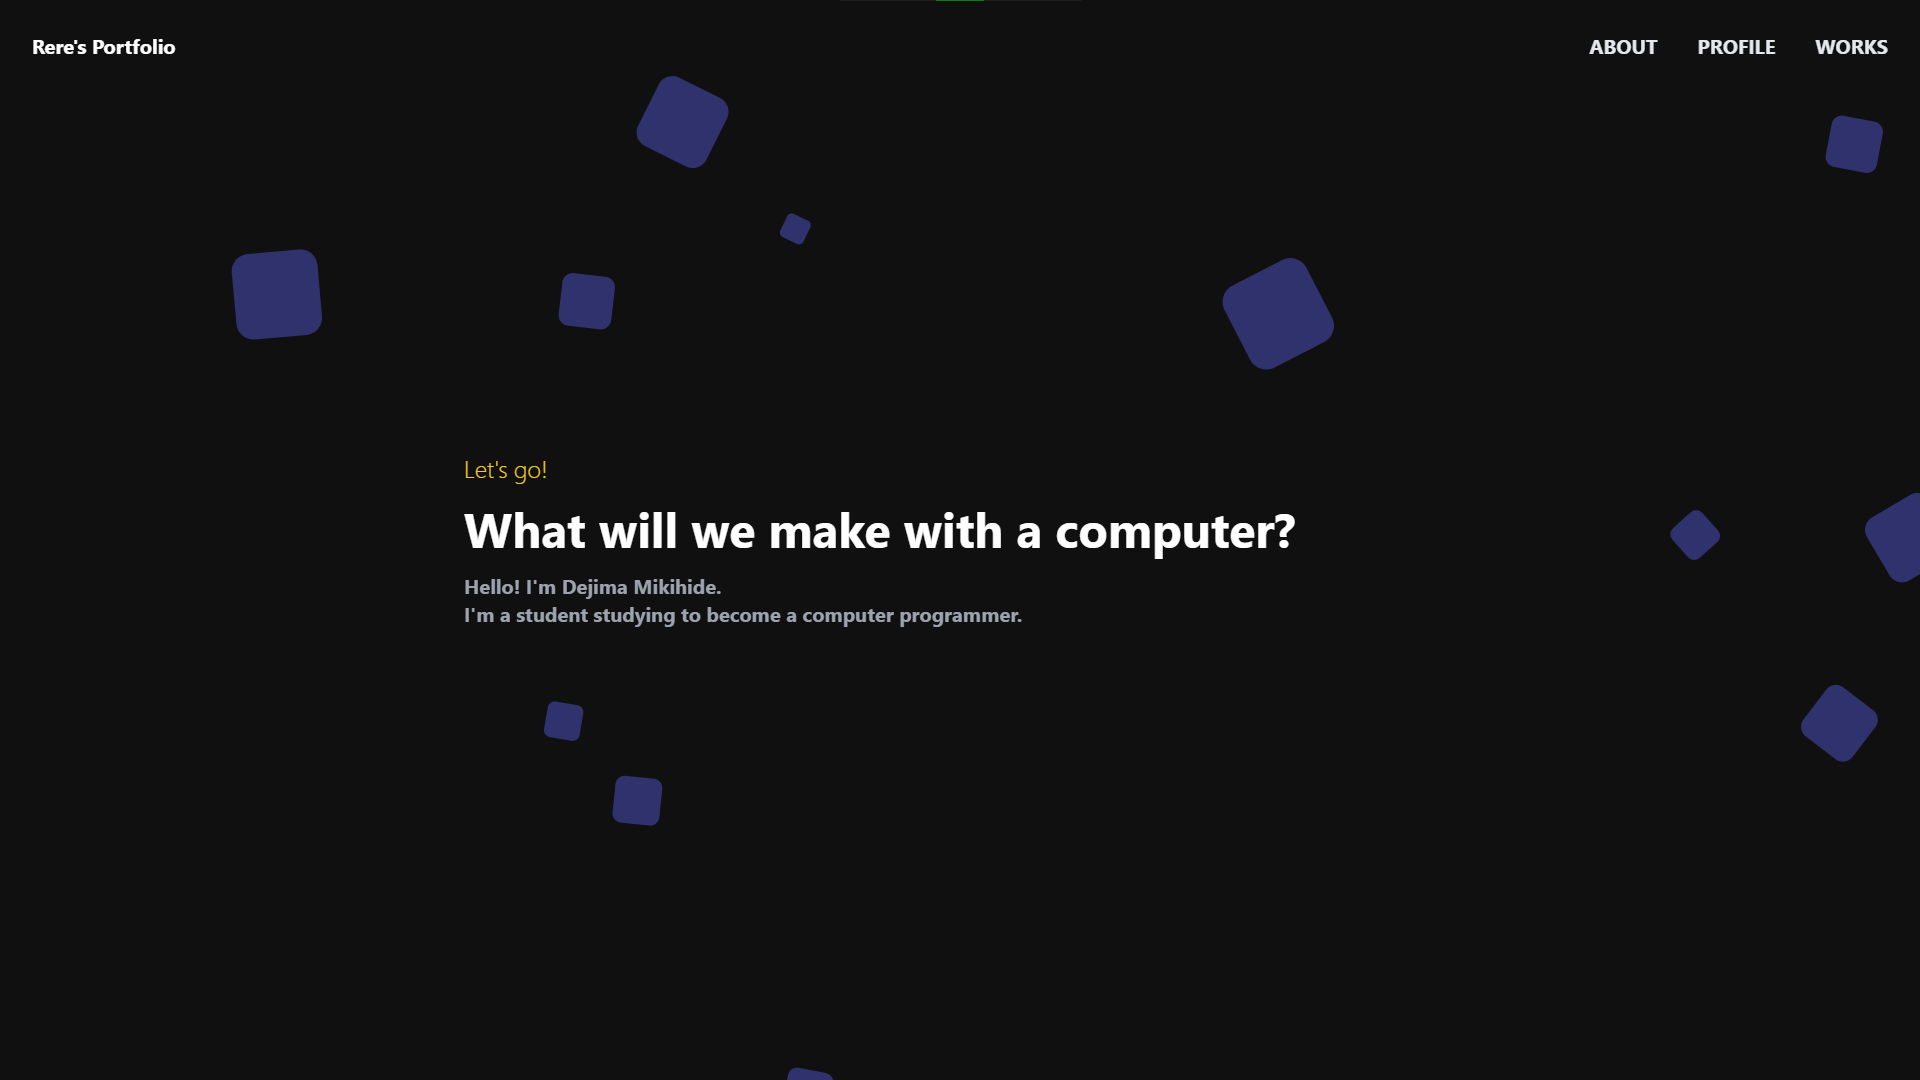 Rere's Portfolio
ABOUT PROFILE WORKS
Let's go!
What will we make with a computer?
Hello! I'm Dejima Mikihide.
I'm a student studying to become a computer programmer.